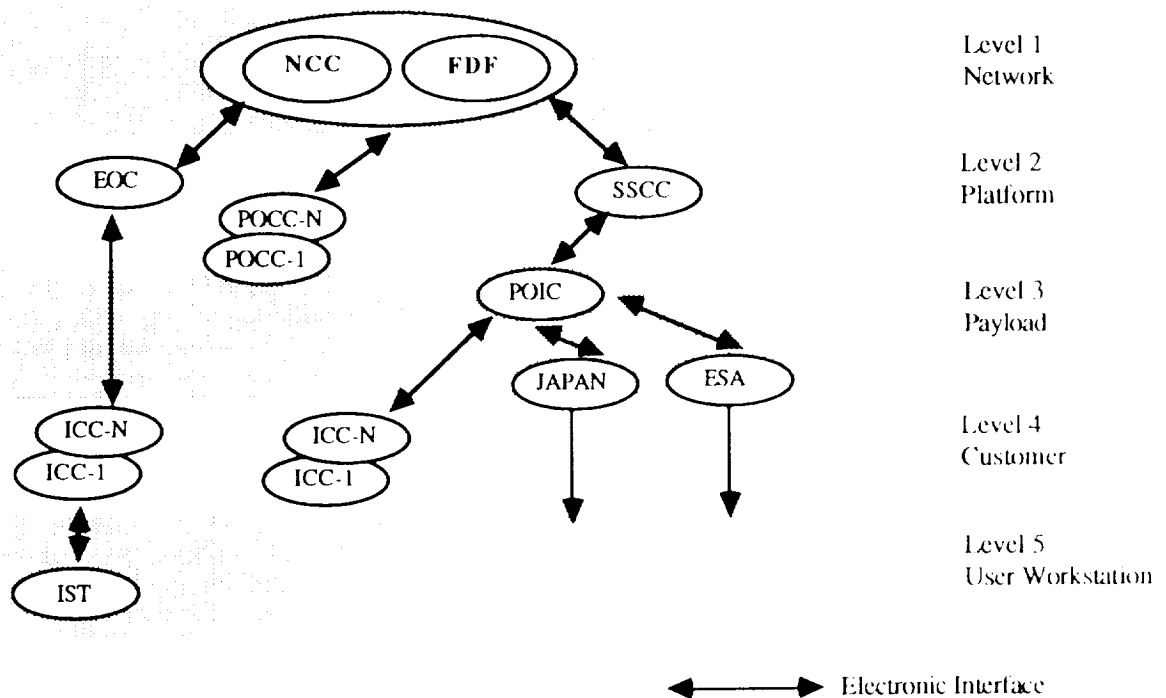 NCC
FDF
Level 1
Network
EOC
SSCC
Level 2
Platform
POCC-N
POCC-1
POIC
Level 3
Payload
JAPAN
ESA
ICC-N
ICC-1
ICC-N
ICC-1
Level 4
Customer
IST
Level 5
User Workstation
Electronic Interface